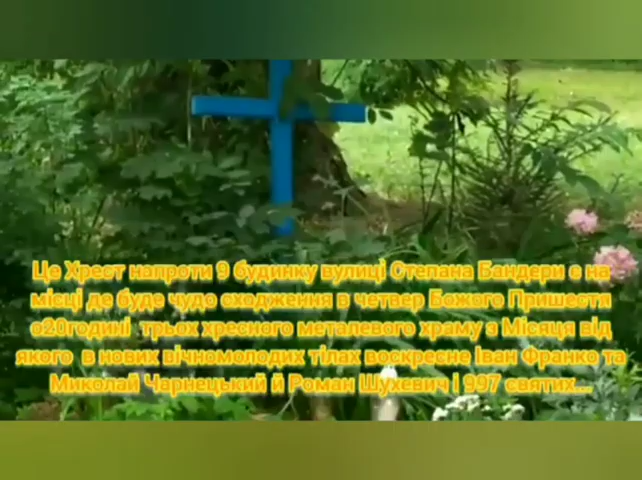 Це Хрест напроти 9 будинку вулиці Степана Бандери є на
місці де буде чудо сходження в четвер Божого Пришестя
о20годині трьох хресного металевого храму з Місяця від
якого в нових вічномолодих тілах воскресне Іван Франко та
Миколай Чарнецький й Роман Шухевич і 997 святих...